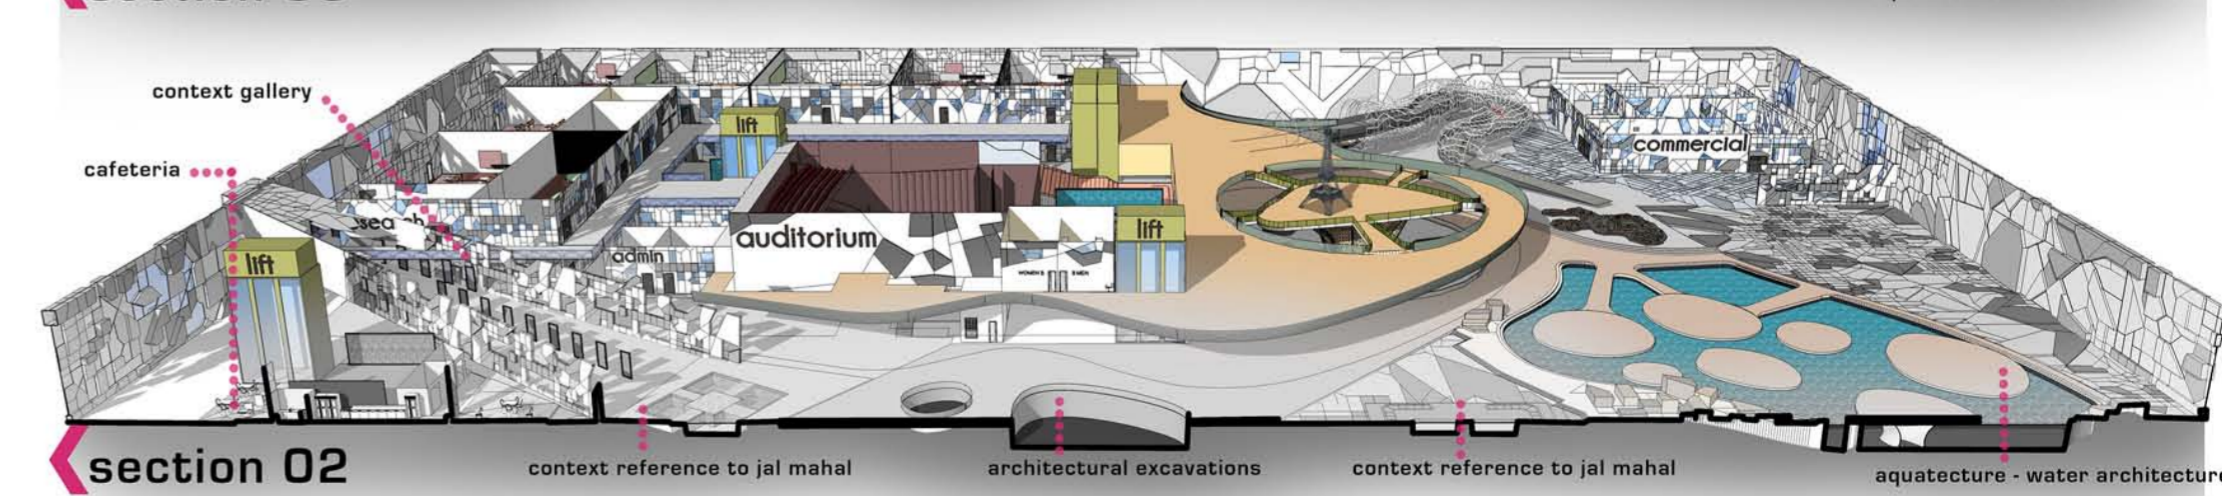 context gallery
lift
commercial
cafeteria
auditorium
lift
admin
lift
section 02
context reference to jal mahal
architectural excavations
context reference to jal mahal
aquatecture - water architecture